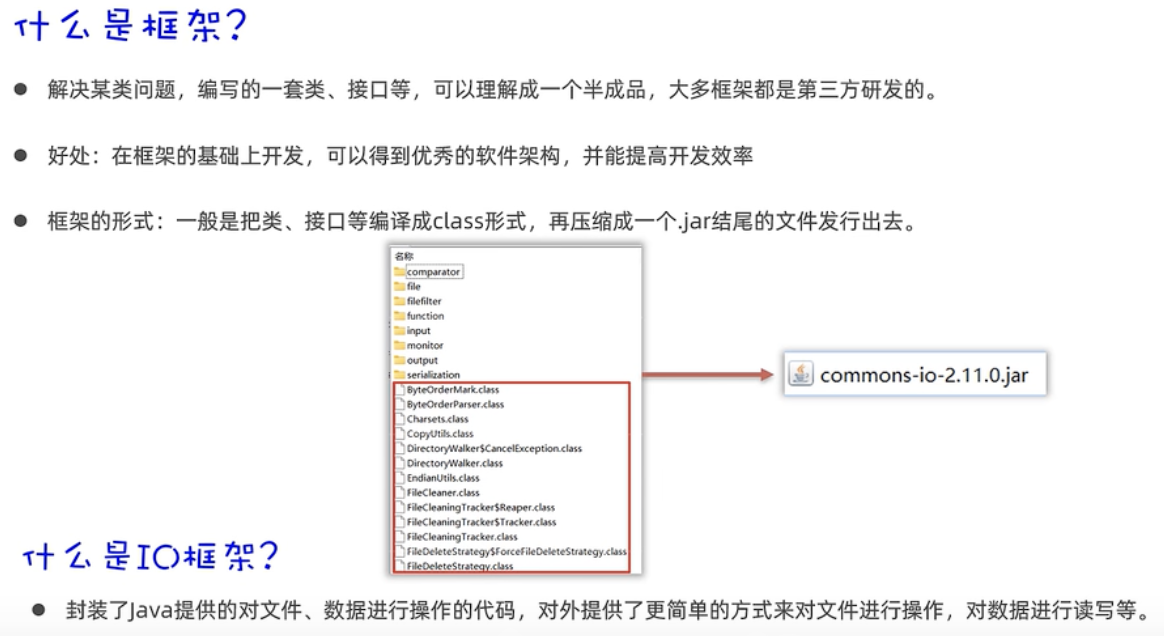 什么是框架？
● 解决某类问题，编写的一套类、接口等，可以理解成一个半成品，大多框架都是第三方研发的。
● 好处：在框架的基础上开发，可以得到优秀的软件架构，并能提高开发效率
● 框架的形式：一般是把类、接口等编译成class形式，再压缩成一个.jar结尾的文件发行出去。
名称
comparator
file
filefilter
function
input
monitor
output
serialization
ByteOrderMark.class
ByteOrderParser.class
Charsets.class
CopyUtils.class
DirectoryWalker$CancelException.class
DirectoryWalker.class
EndianUtils.class
FileCleaner.class
FileCleaningTracker$Reaper.class
FileCleaningTracker$Tracker.class
FileCleaningTracker.class
FileDeleteStrategy$ForceFileDeleteStrategy.class
FileDeleteStrategy.class
commons-io-2.11.0.jar
什么是IO框架？
● 封装了Java提供的对文件、数据进行操作的代码，对外提供了更简单的方式来对文件进行操作，对数据进行读写等。